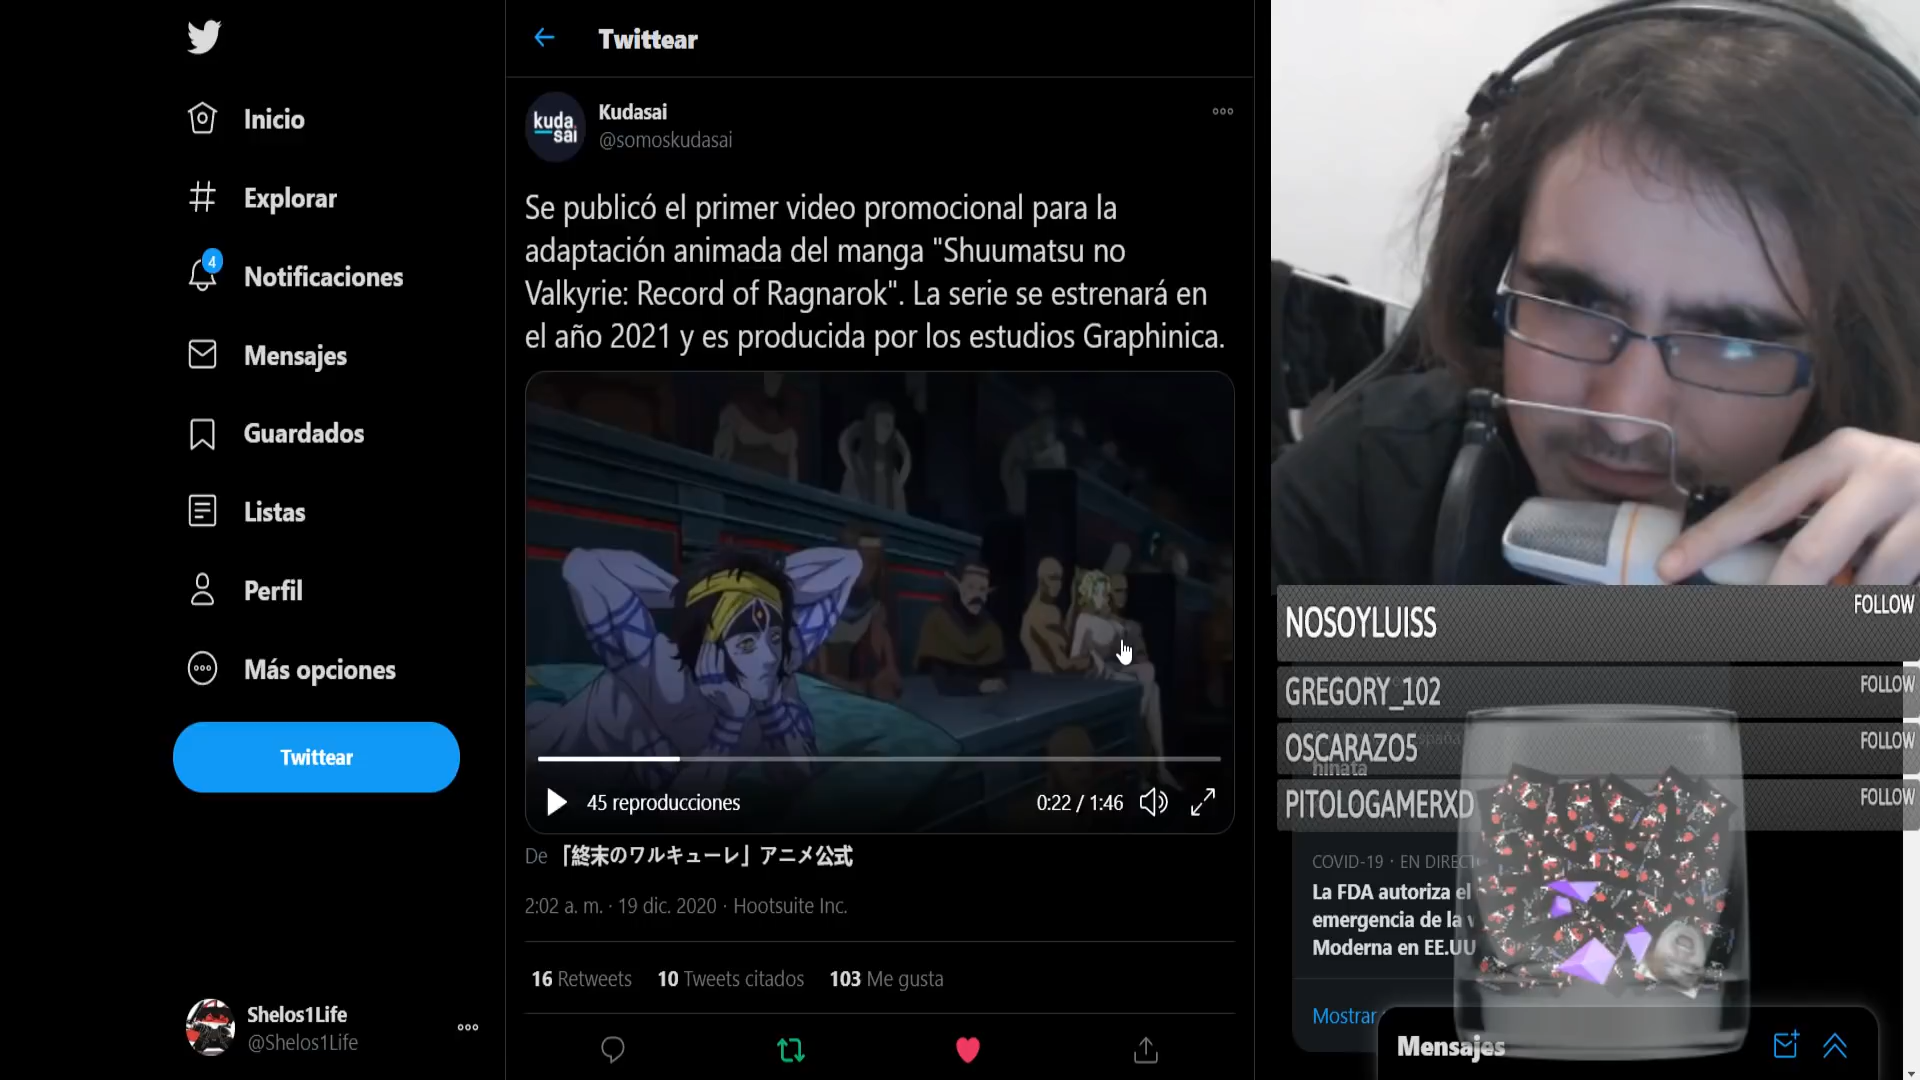 Inicio
Explorar
4
Notificaciones
Mensajes
Guardados
Listas
Perfil
Más opciones
Twittear
Shelos1Life
@Shelos1Life
Twittear
kuda
sai
Kudasai
@somoskudasai
Se publicó el primer video promocional para la
adaptación animada del manga "Shuumatsu no
Valkyrie: Record of Ragnarok". La serie se estrenará en
el año 2021 y es producida por los estudios Graphinica.
45 reproducciones
0:22 / 1:46
De 「終末のワルキューレ」アニメ公式
2:02 a. m. · 19 dic. 2020 · Hootsuite Inc.
16 Retweets 10 Tweets citados 103 Me gusta
NOSOYLUISS FOLLOW
GREGORY_102 FOLLOW
OSCARAZO5 FOLLOW
hinata
PITOLOGAMERXD FOLLOW
COVID-19 · EN DIRECT
La FDA autoriza el
emergencia de la
Moderna en EE.UU
Mostrar
Mensajes